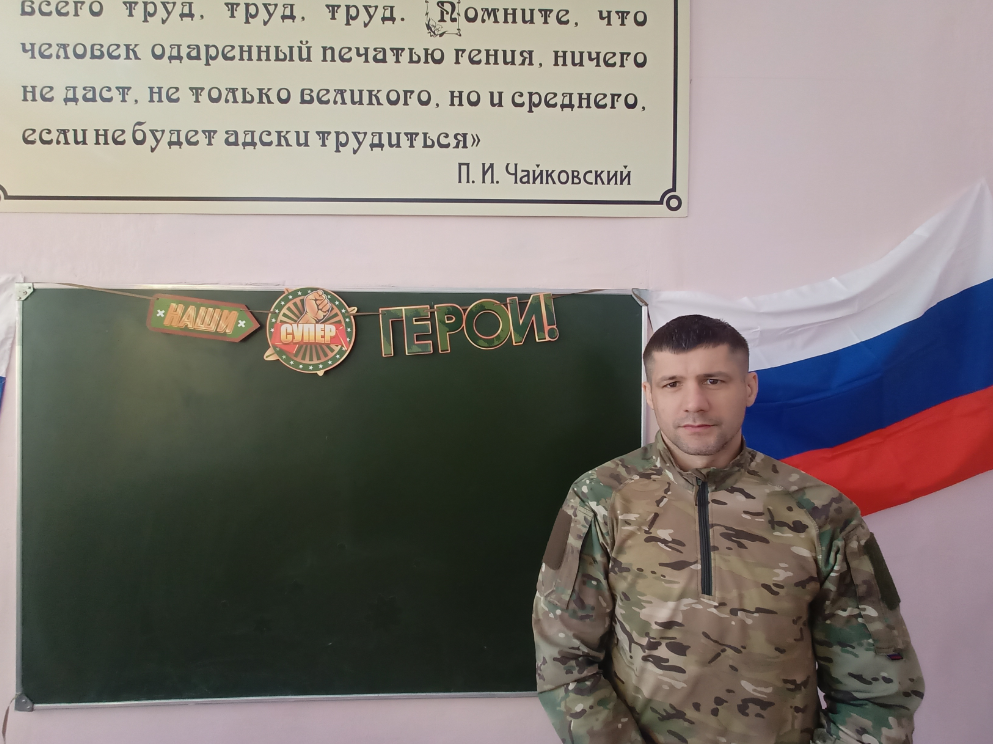 всего труд, труд, труд. Помните, что
человек одаренный печатью гения, ничего
не даст, не только великого, но и среднего,
если не будет адски трудиться»
П. И. Чайковский
НАШИ
СУПЕР
ГЕРОИ!